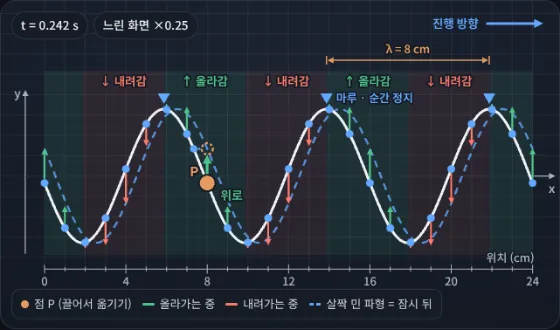 t = 0.242 s
느린 화면 ×0.25
진행 방향
λ = 8 cm
↓ 내려감
↑ 올라감
↓ 내려감
↑ 올라감
↓ 내려감
마루 · 순간 정지
y
P
위로
x
위치 (cm)
0
4
8
12
16
20
24
점 P (끌어서 옮기기)
올라가는 중
내려가는 중
살짝 민 파형 = 잠시 뒤